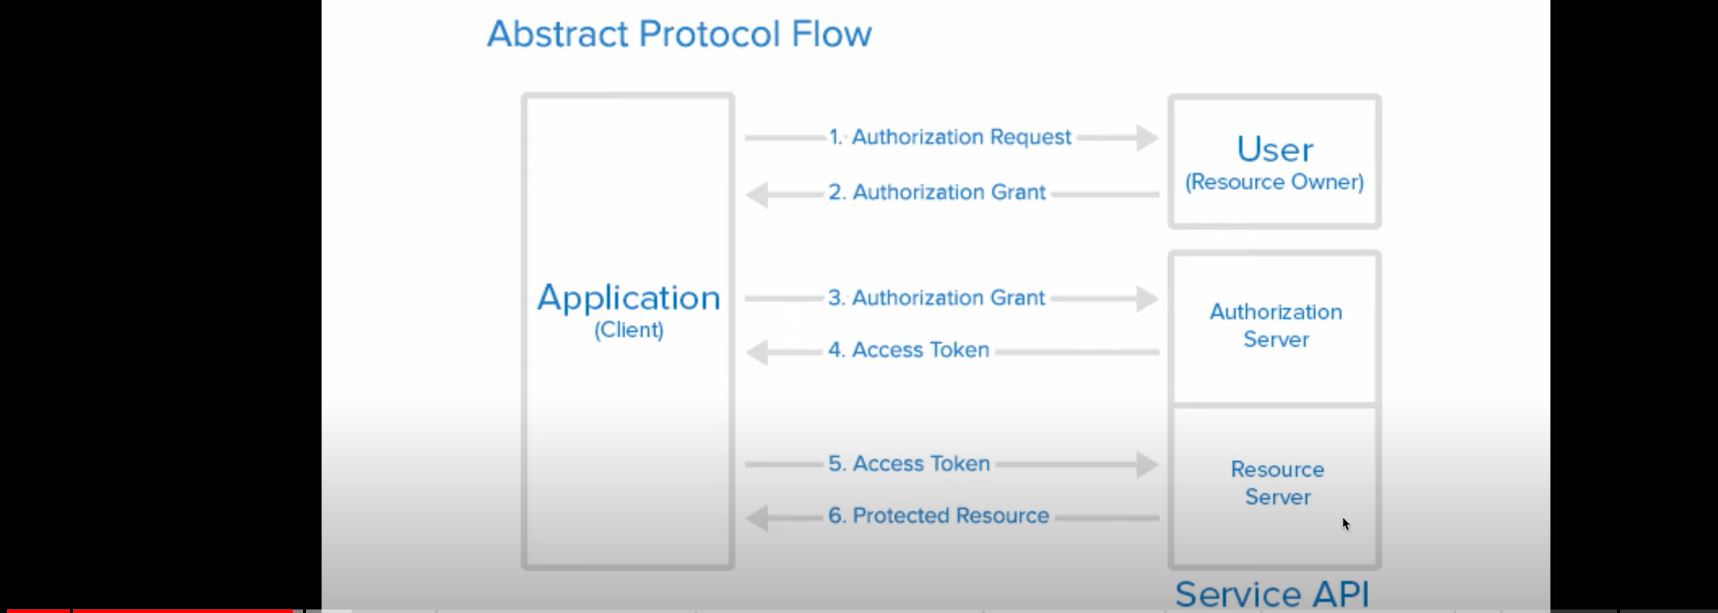 Abstract Protocol Flow
1. Authorization Request
User
(Resource Owner)
2. Authorization Grant
Application
(Client)
3. Authorization Grant
Authorization
Server
4. Access Token
5. Access Token
Resource
Server
6. Protected Resource
Service API